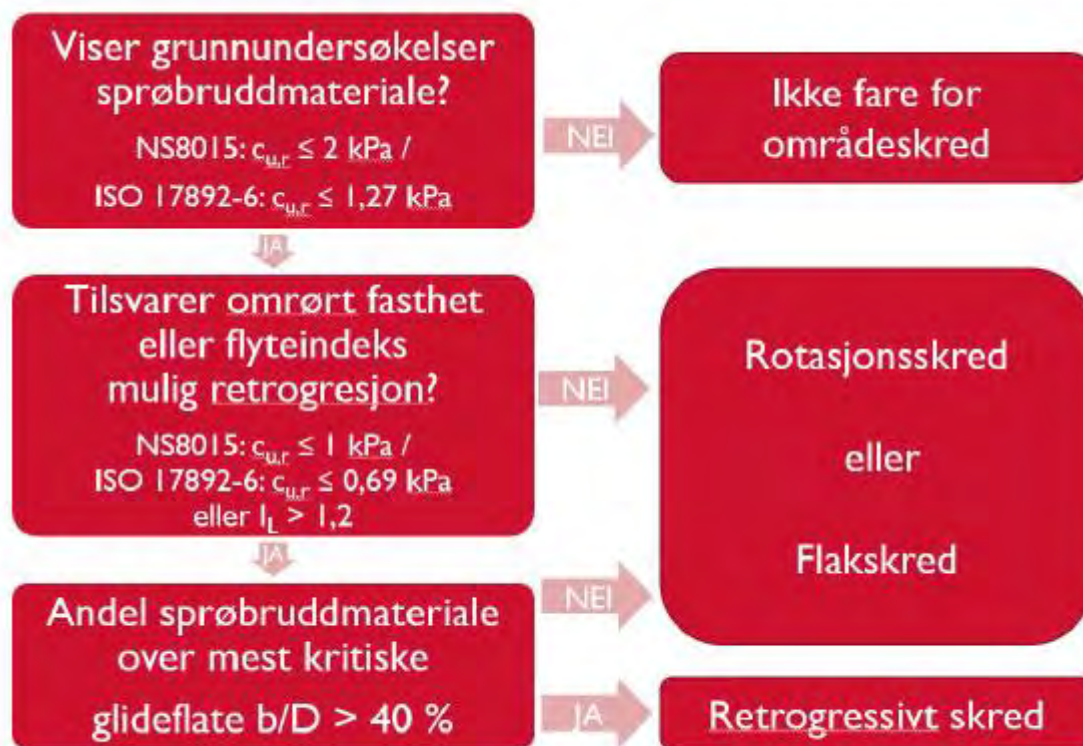 Viser grunnundersøkelser
sprøbruddmateriale?
NS8015: cu,r ≤ 2 kPa /
ISO 17892-6: cu,r ≤ 1,27 kPa
NEI
Ikke fare for
områdeskred
JA
Tilsvarer omrørt fasthet
eller flyteindeks
mulig retrogresjon?
NS8015: cu,r ≤ 1 kPa /
ISO 17892-6: cu,r ≤ 0,69 kPa
eller IL > 1,2
NEI
Rotasjonsskred
eller
Flakskred
JA
Andel sprøbruddmateriale
over mest kritiske
glideflate b/D > 40 %
NEI
JA
Retrogressivt skred